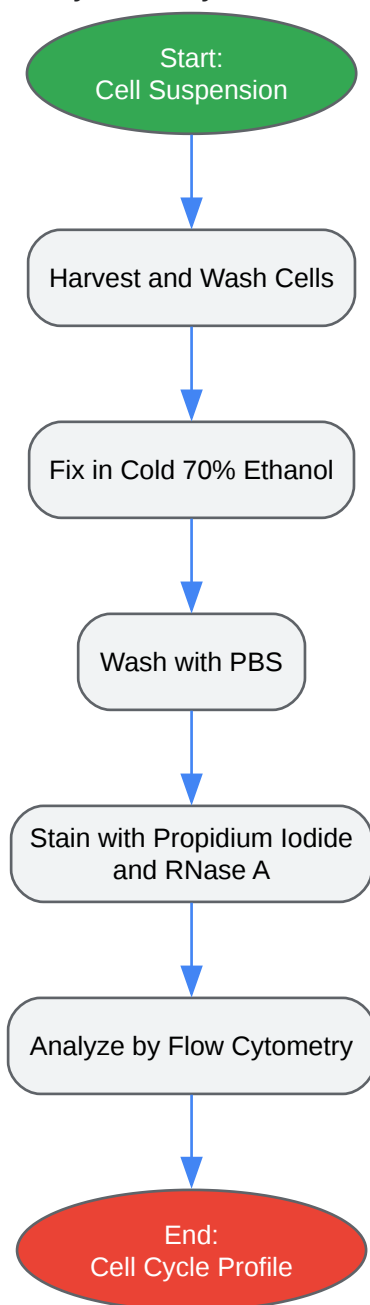 Start:
Cell Suspension
Harvest and Wash Cells
Fix in Cold 70% Ethanol
Wash with PBS
Stain with Propidium Iodide
and RNase A
Analyze by Flow Cytometry
End:
Cell Cycle Profile